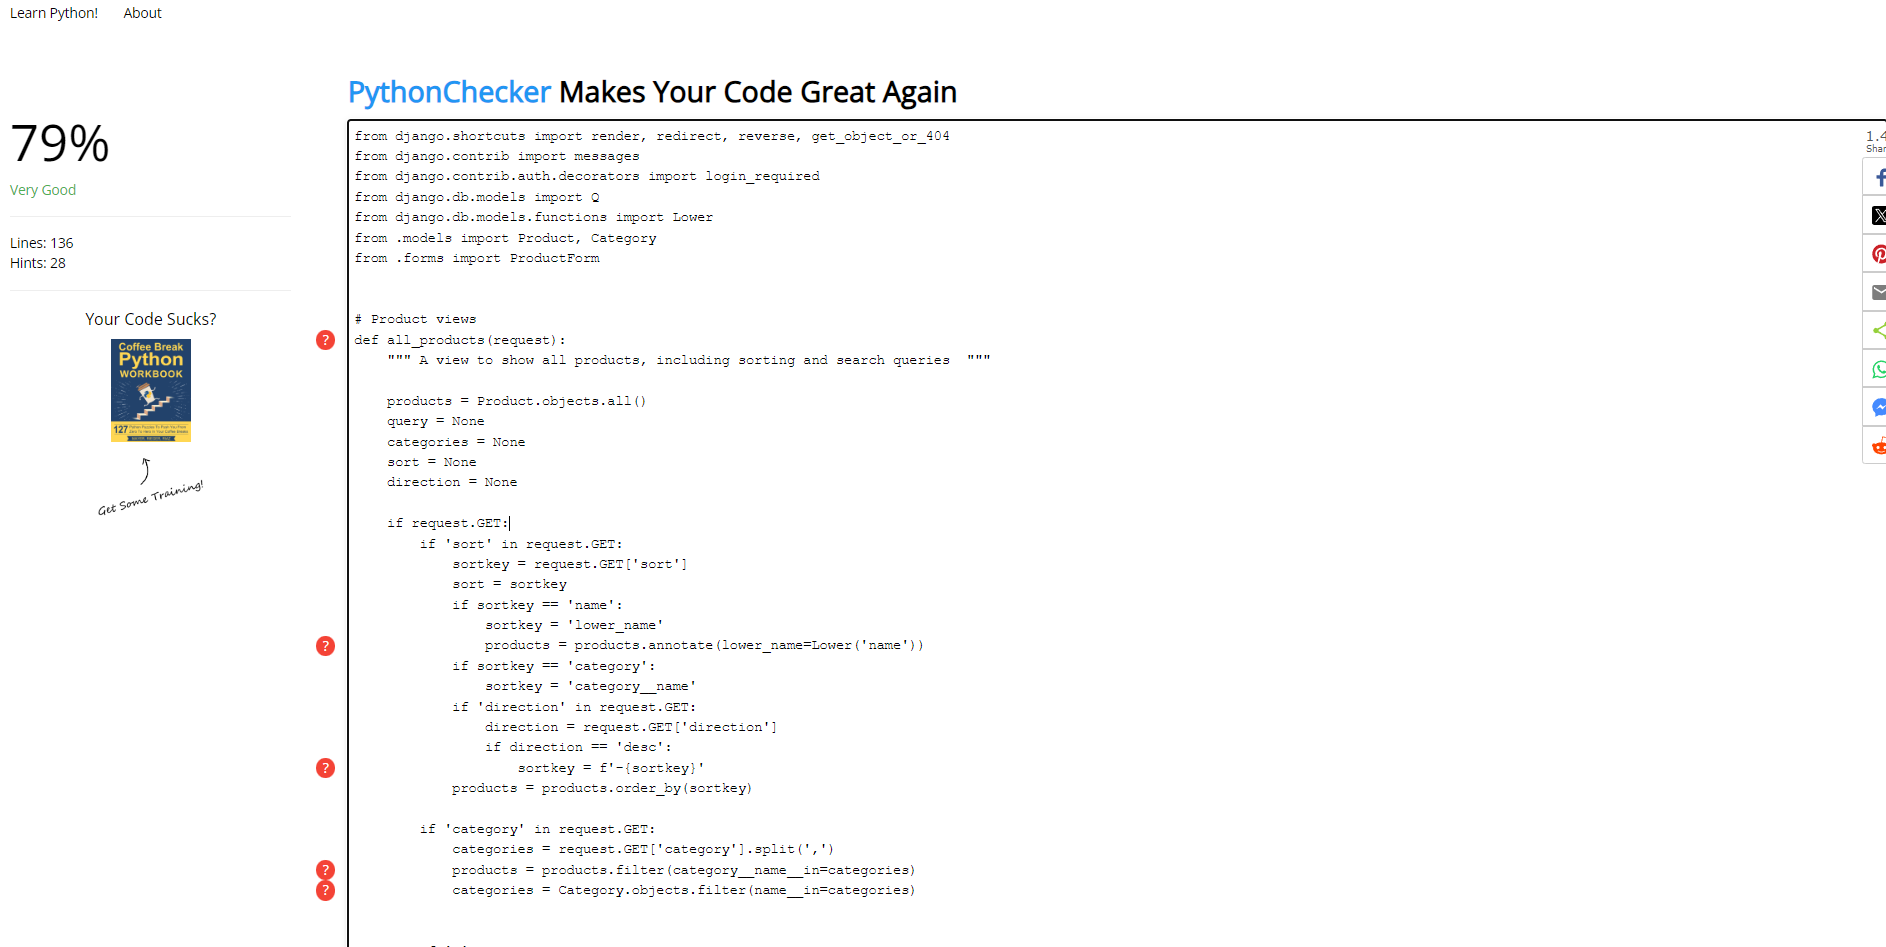 Learn Python! About
PythonChecker Makes Your Code Great Again
79%
Very Good
Lines: 136
Hints: 28
Your Code Sucks?
Coffee Break
Python
WORKBOOK
127
Get Some Training!
from django.shortcuts import render, redirect, reverse, get_object_or_404
from django.contrib import messages
from django.contrib.auth.decorators import login_required
from django.db.models import Q
from django.db.models.functions import Lower
from .models import Product, Category
from .forms import ProductForm
# Product views
? def all_products(request):
""" A view to show all products, including sorting and search queries  """
products = Product.objects.all()
query = None
categories = None
sort = None
direction = None
if request.GET:
if 'sort' in request.GET:
sortkey = request.GET['sort']
sort = sortkey
if sortkey == 'name':
sortkey = 'lower_name'
? products = products.annotate(lower_name=Lower('name'))
if sortkey == 'category':
sortkey = 'category__name'
if 'direction' in request.GET:
direction = request.GET['direction']
if direction == 'desc':
? sortkey = f'-{sortkey}'
products = products.order_by(sortkey)
if 'category' in request.GET:
categories = request.GET['category'].split(',')
? products = products.filter(category__name__in=categories)
? categories = Category.objects.filter(name__in=categories)
1.4
Shar